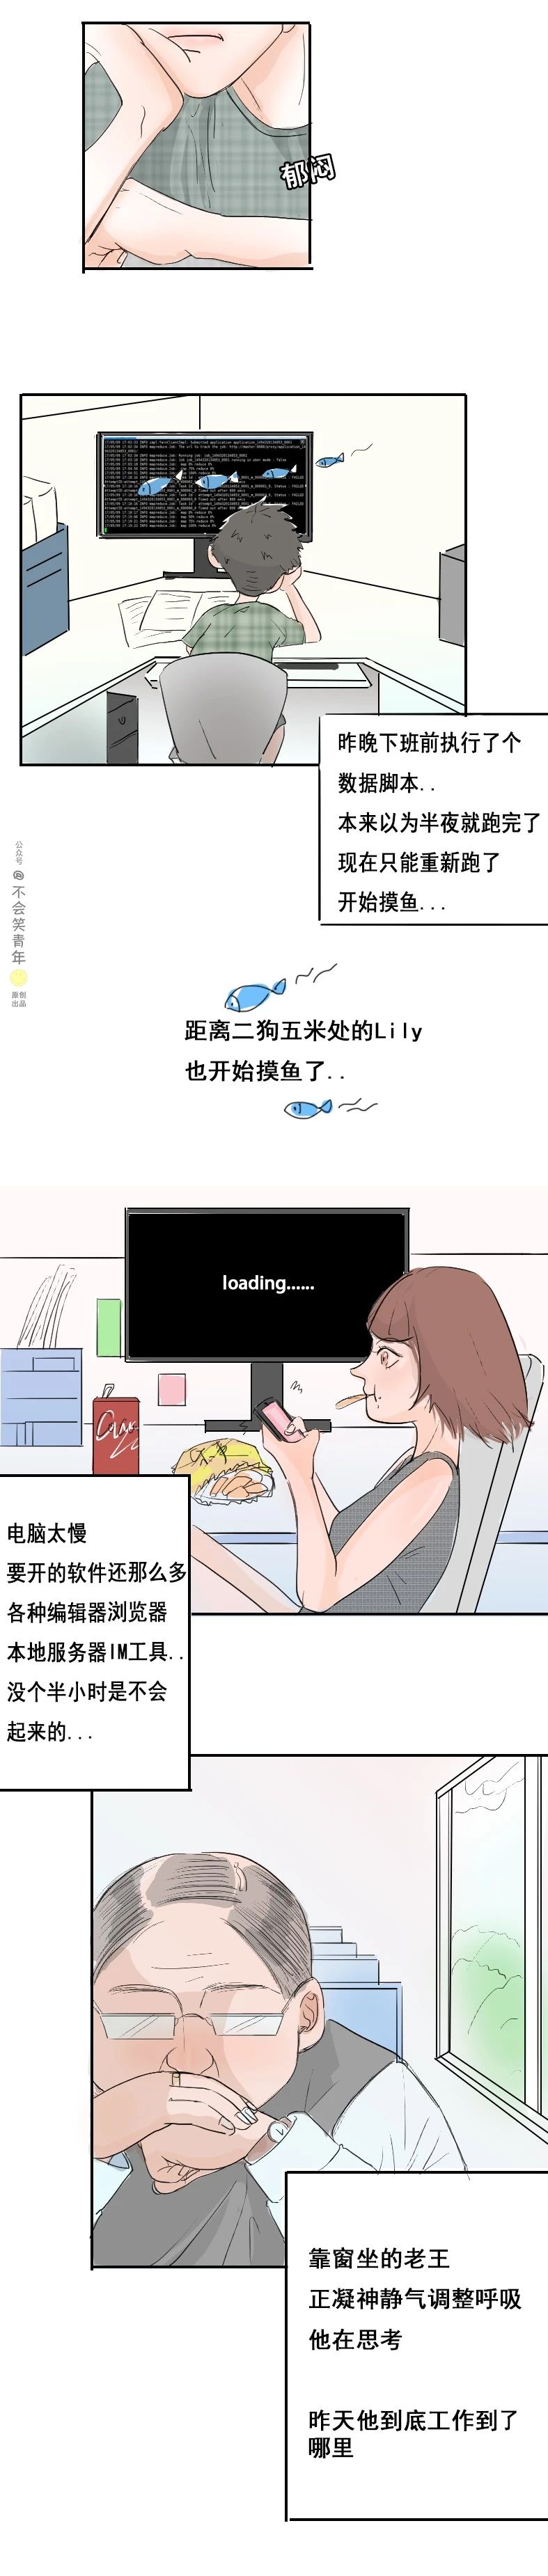 郁闷
昨晚下班前执行了个
数据脚本..
本来以为半夜就跑完了
现在只能重新跑了
开始摸鱼...
公众号
不会笑青年
原创
出品
距离二狗五米处的Lily
也开始摸鱼了..
loading......
电脑太慢
要开的软件还那么多
各种编辑器浏览器
本地服务器IM工具..
没个半小时是不会
起来的...
靠窗坐的老王
正凝神静气调整呼吸
他在思考
昨天他到底工作到了
哪里